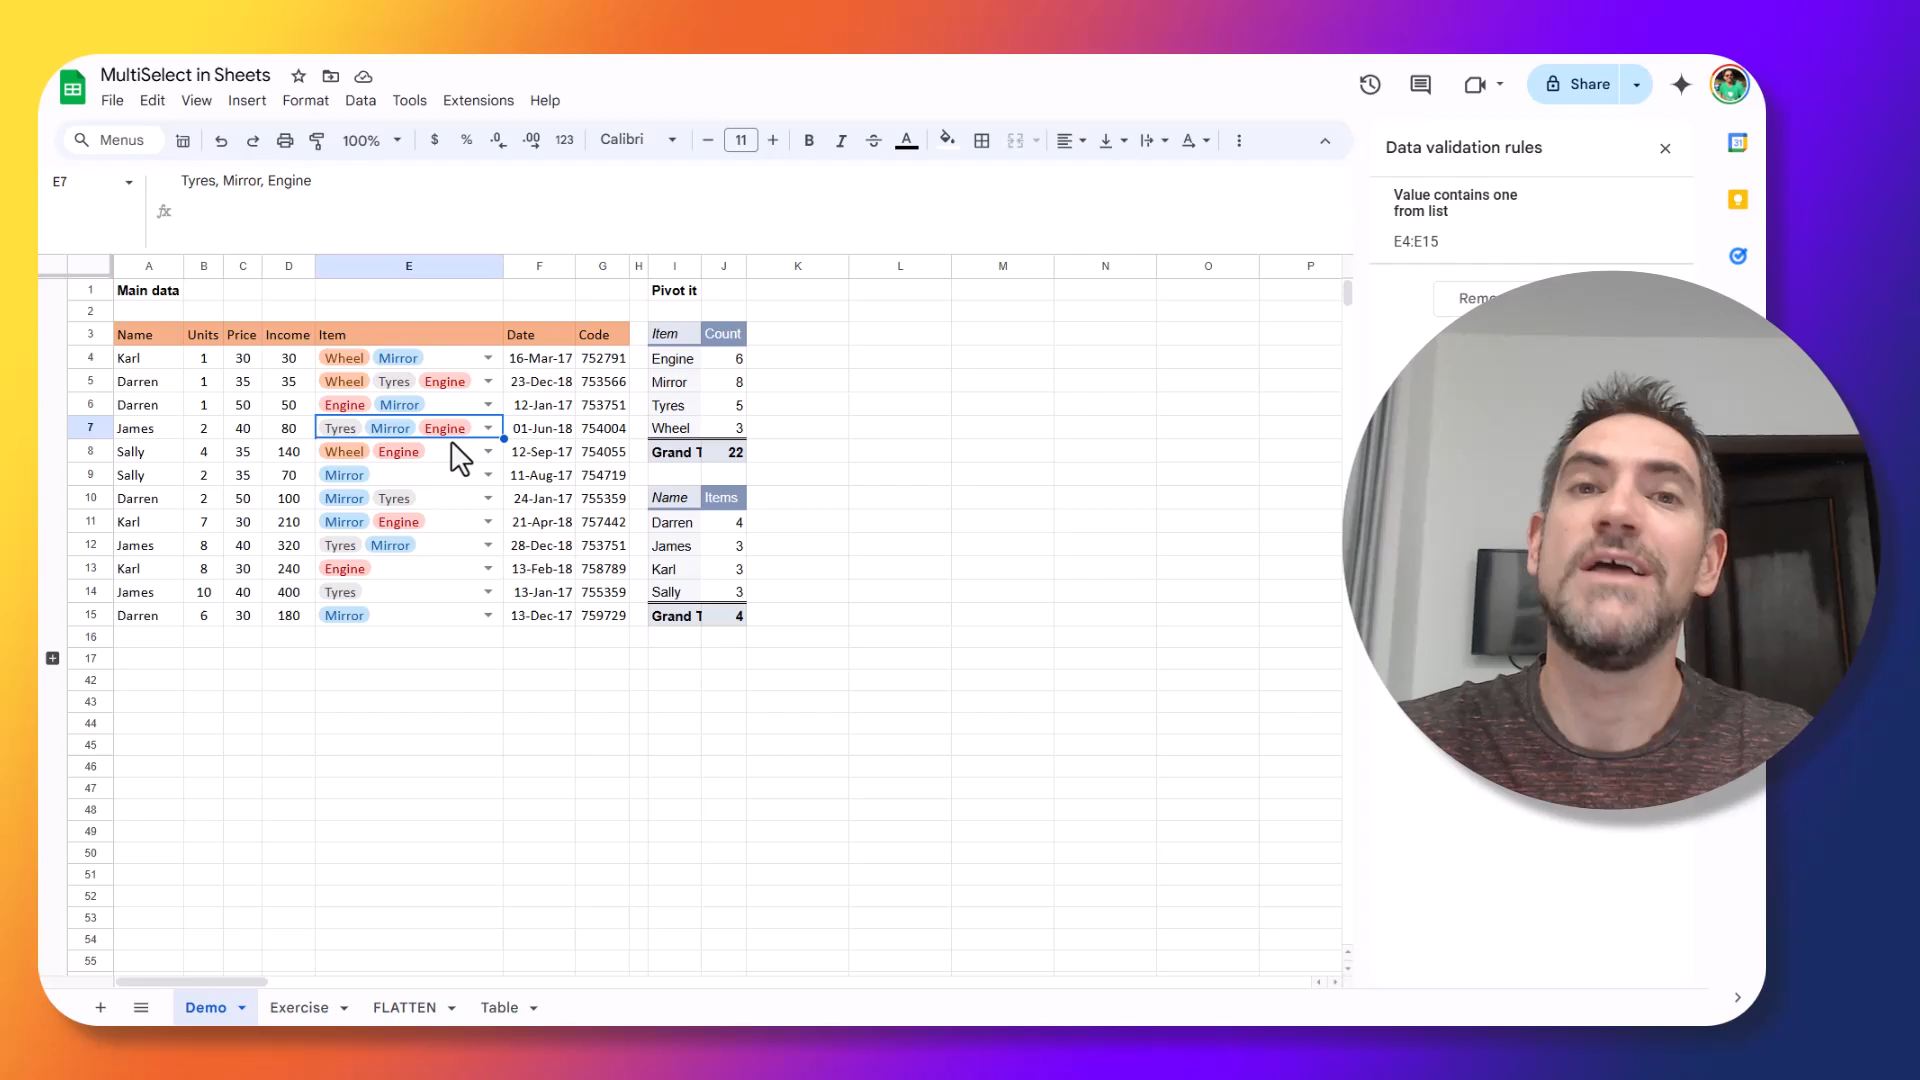 MultiSelect in Sheets
File Edit View Insert Format Data Tools Extensions Help
Share
Menus 100% $ % .0 .00 123 Calibri 11 B I A
E7 Tyres, Mirror, Engine
fx
A B C D E F G H I J K L M N O P
1 Main data Pivot it
2
3 Name Units Price Income Item Date Code Item Count
4 Karl 1 30 30 Wheel Mirror 16-Mar-17 752791 Engine 6
5 Darren 1 35 35 Wheel Tyres Engine 23-Dec-18 753566 Mirror 8
6 Darren 1 50 50 Engine Mirror 12-Jan-17 753751 Tyres 5
7 James 2 40 80 Tyres Mirror Engine 01-Jun-18 754004 Wheel 3
8 Sally 4 35 140 Wheel Engine 12-Sep-17 754055 Grand T 22
9 Sally 2 35 70 Mirror 11-Aug-17 754719
10 Darren 2 50 100 Mirror Tyres 24-Jan-17 755359 Name Items
11 Karl 7 30 210 Mirror Engine 21-Apr-18 757442 Darren 4
12 James 8 40 320 Tyres Mirror 28-Dec-18 753751 James 3
13 Karl 8 30 240 Engine 13-Feb-18 758789 Karl 3
14 James 10 40 400 Tyres 13-Jan-17 755359 Sally 3
15 Darren 6 30 180 Mirror 13-Dec-17 759729 Grand T 4
16
17
42
43
44
45
46
47
48
49
50
51
52
53
54
55
Demo Exercise FLATTEN Table
Data validation rules
Value contains one
from list
E4:E15
31